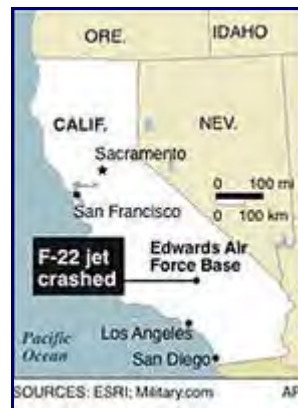 ORE.
IDAHO
CALIF.
NEV.
Sacramento
0 100 mi
0 100 km
San Francisco
F-22 jet
crashed
Edwards Air
Force Base
Pacific
Ocean
Los Angeles
San Diego
SOURCES: ESRI; Military.com
AP